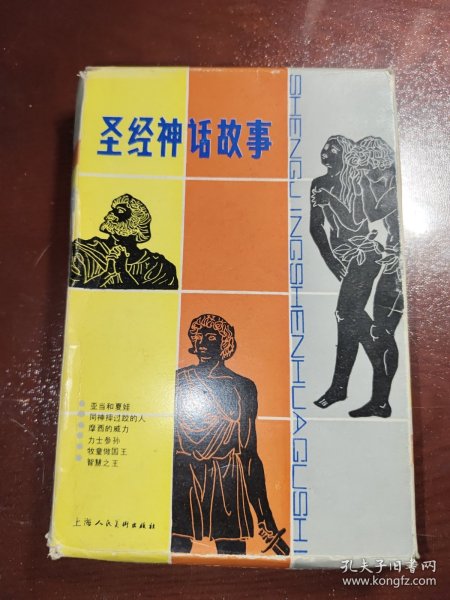 圣经神话故事
SHENGJINGSHENHUAGUSHI
亚当和夏娃
同神摔过跤的人
摩西的威力
力士参孙
牧童做国王
智慧之王
上海人民美術出版社
孔夫子旧书网
www.kongfz.com